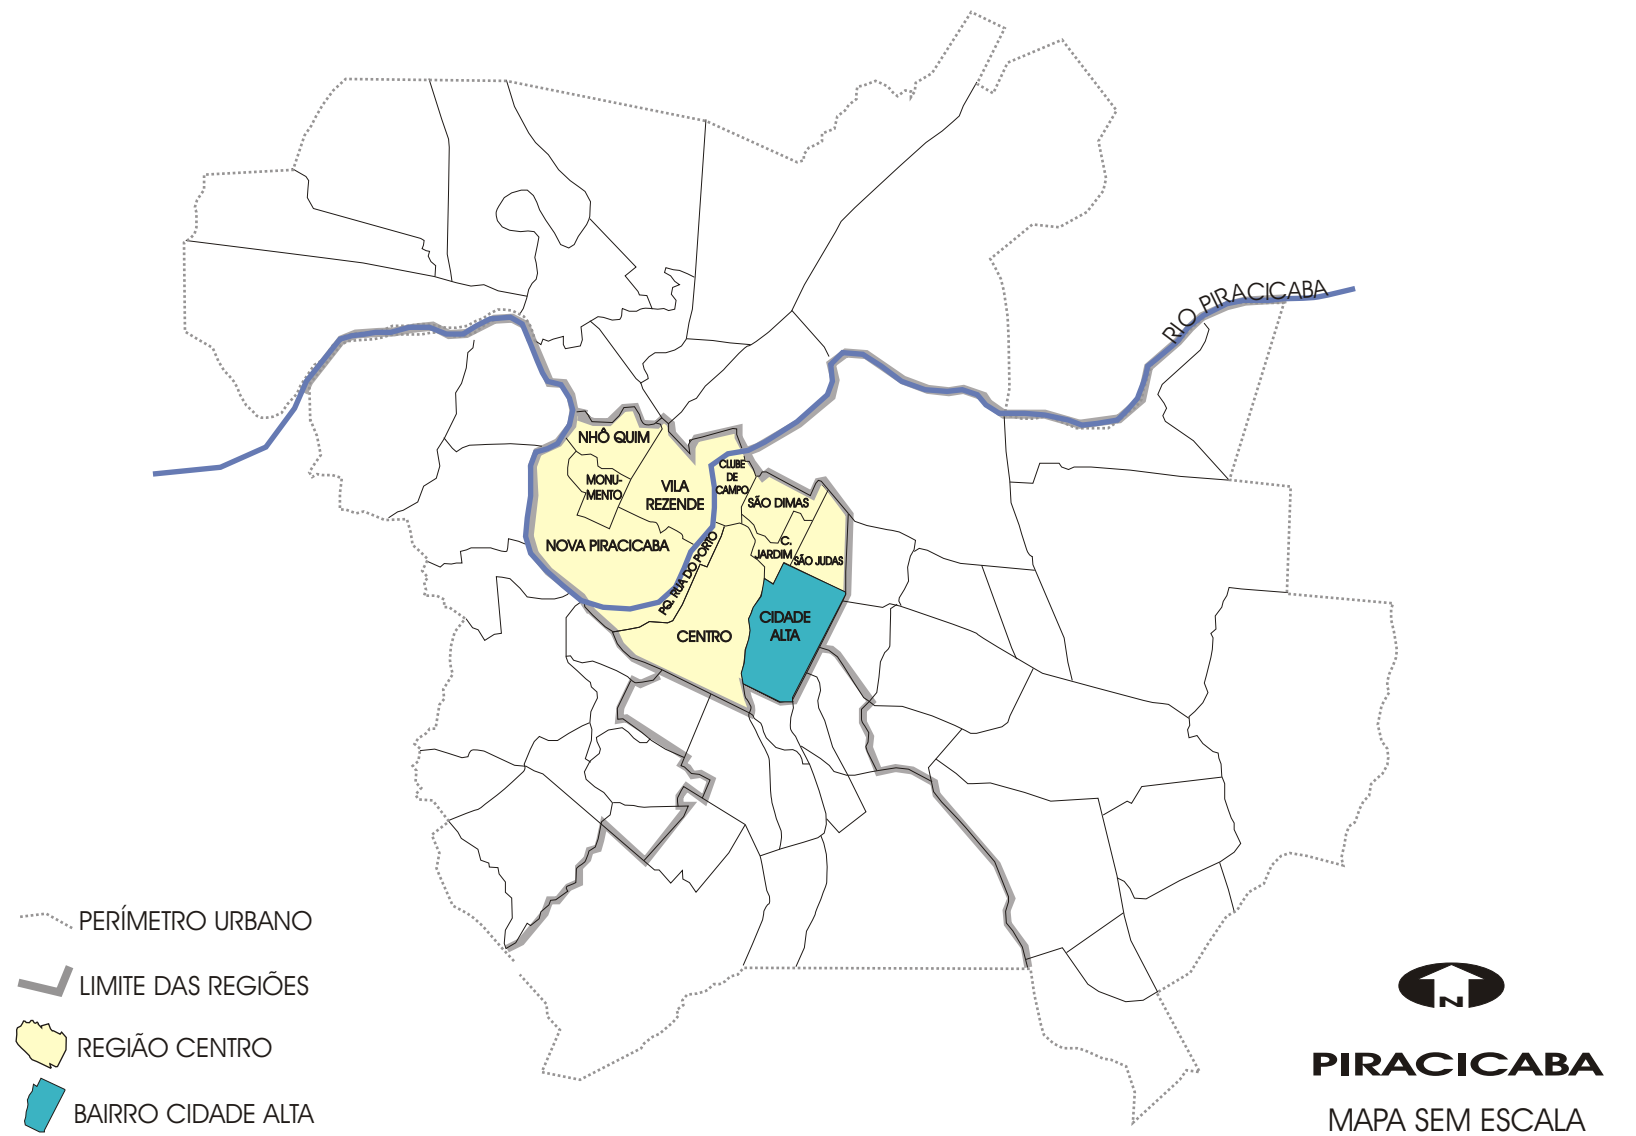 RIO PIRACICABA
NHÔ QUIM
MONU-
MENTO
VILA
REZENDE
CLUBE
DE
CAMPO
SÃO DIMAS
NOVA PIRACICABA
C.
JARDIM
SÃO JUDAS
PQ. RUA DO PORTO
CENTRO
CIDADE
ALTA
PERÍMETRO URBANO
LIMITE DAS REGIÕES
REGIÃO CENTRO
BAIRRO CIDADE ALTA
N
PIRACICABA
MAPA SEM ESCALA